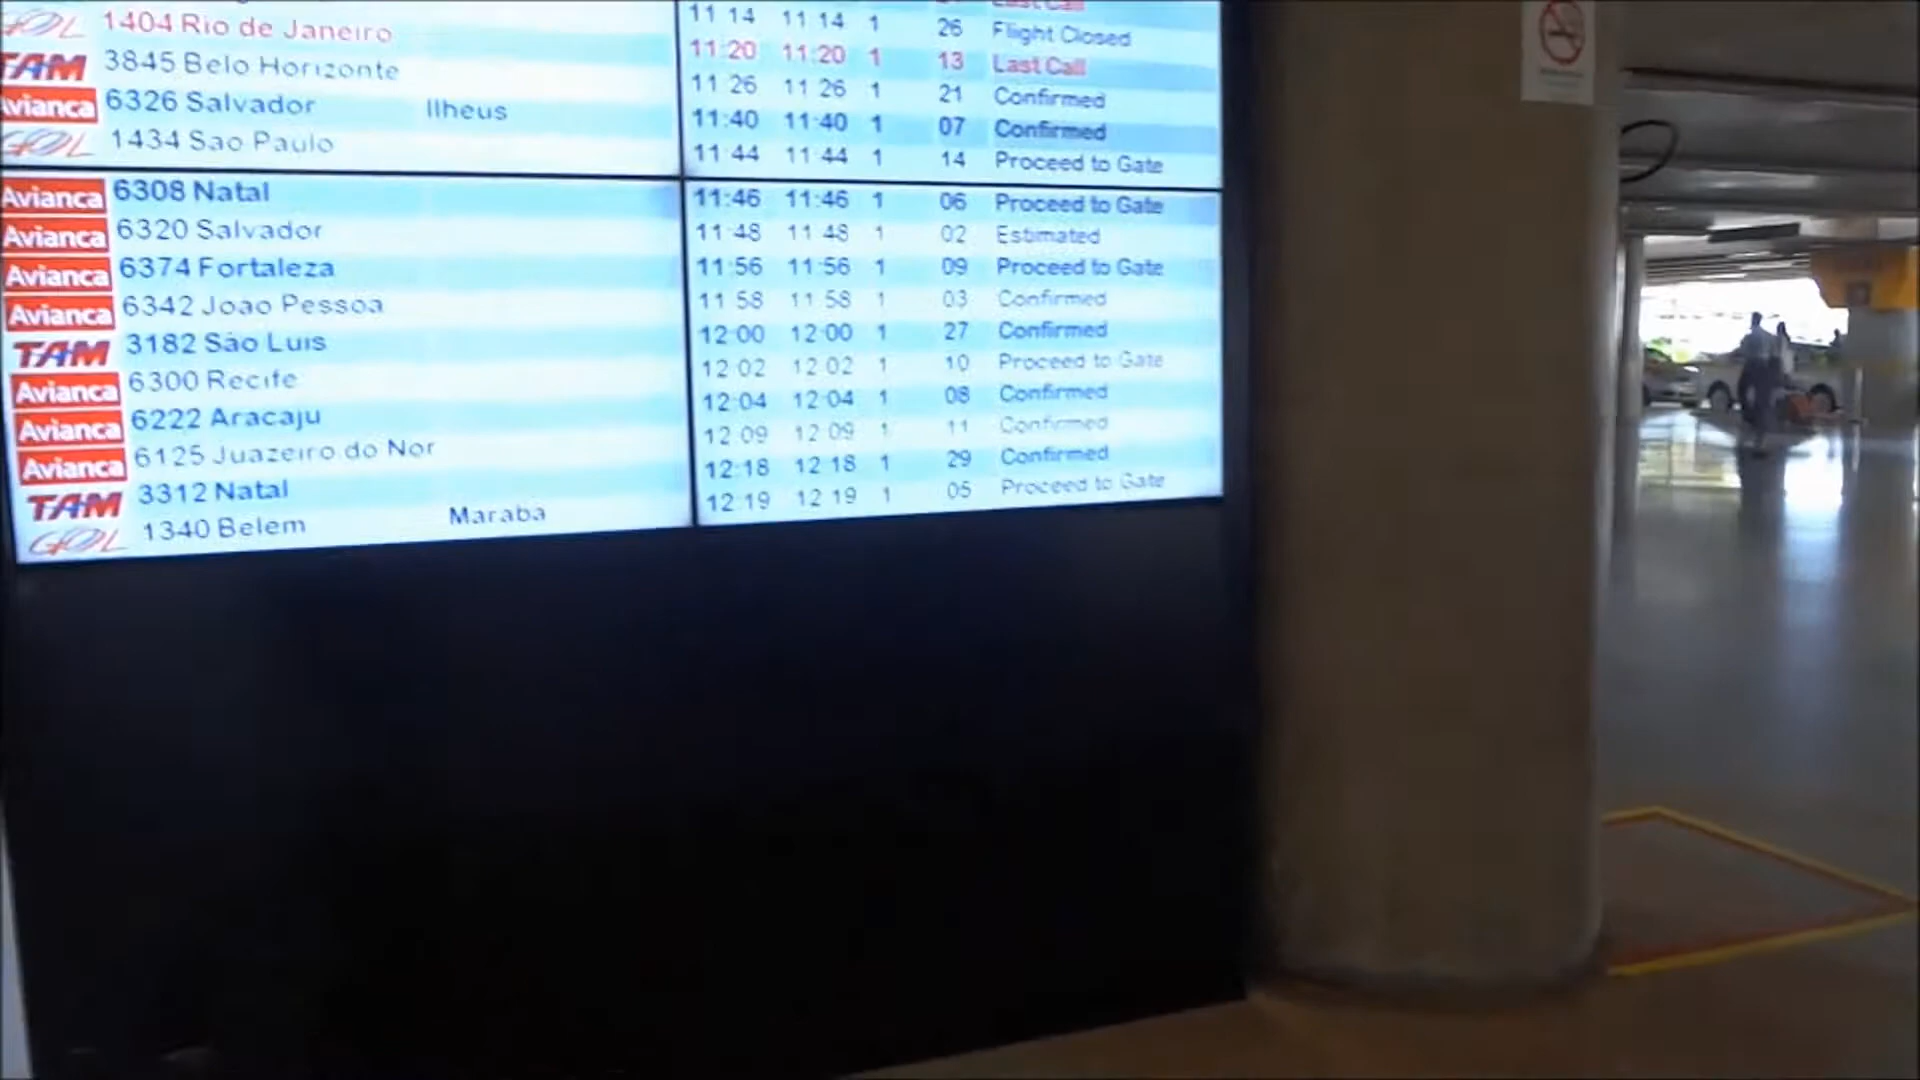 Last Call
11:14 11:14 1 26 Flight Closed
GOL 1404 Rio de Janeiro 11:20 11:20 1 13 Last Call
TAM 3845 Belo Horizonte 11:26 11:26 1 21 Confirmed
Avianca 6326 Salvador Ilheus 11:40 11:40 1 07 Confirmed
GOL 1434 Sao Paulo 11:44 11:44 1 14 Proceed to Gate
Avianca 6308 Natal 11:46 11:46 1 06 Proceed to Gate
Avianca 6320 Salvador 11:48 11:48 1 02 Estimated
Avianca 6374 Fortaleza 11:56 11:56 1 09 Proceed to Gate
Avianca 6342 Joao Pessoa 11:58 11:58 1 03 Confirmed
TAM 3182 São Luis 12:00 12:00 1 27 Confirmed
Avianca 6300 Recife 12:02 12:02 1 10 Proceed to Gate
Avianca 6222 Aracaju 12:04 12:04 1 08 Confirmed
Avianca 6125 Juazeiro do Nor 12:09 12:09 1 11 Confirmed
TAM 3312 Natal 12:18 12:18 1 29 Confirmed
GOL 1340 Belem Maraba 12:19 12:19 1 05 Proceed to Gate